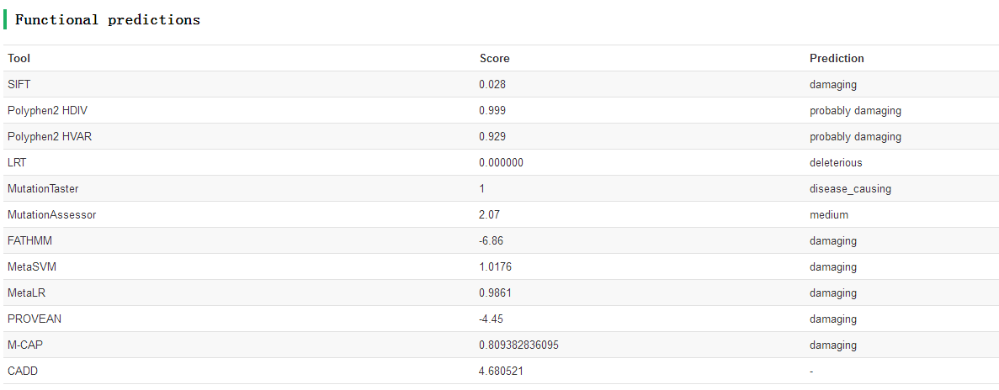 Functional predictions
Tool Score Prediction
SIFT 0.028 damaging
Polyphen2 HDIV 0.999 probably damaging
Polyphen2 HVAR 0.929 probably damaging
LRT 0.000000 deleterious
MutationTaster 1 disease_causing
MutationAssessor 2.07 medium
FATHMM -6.86 damaging
MetaSVM 1.0176 damaging
MetaLR 0.9861 damaging
PROVEAN -4.45 damaging
M-CAP 0.809382836095 damaging
CADD 4.680521 -